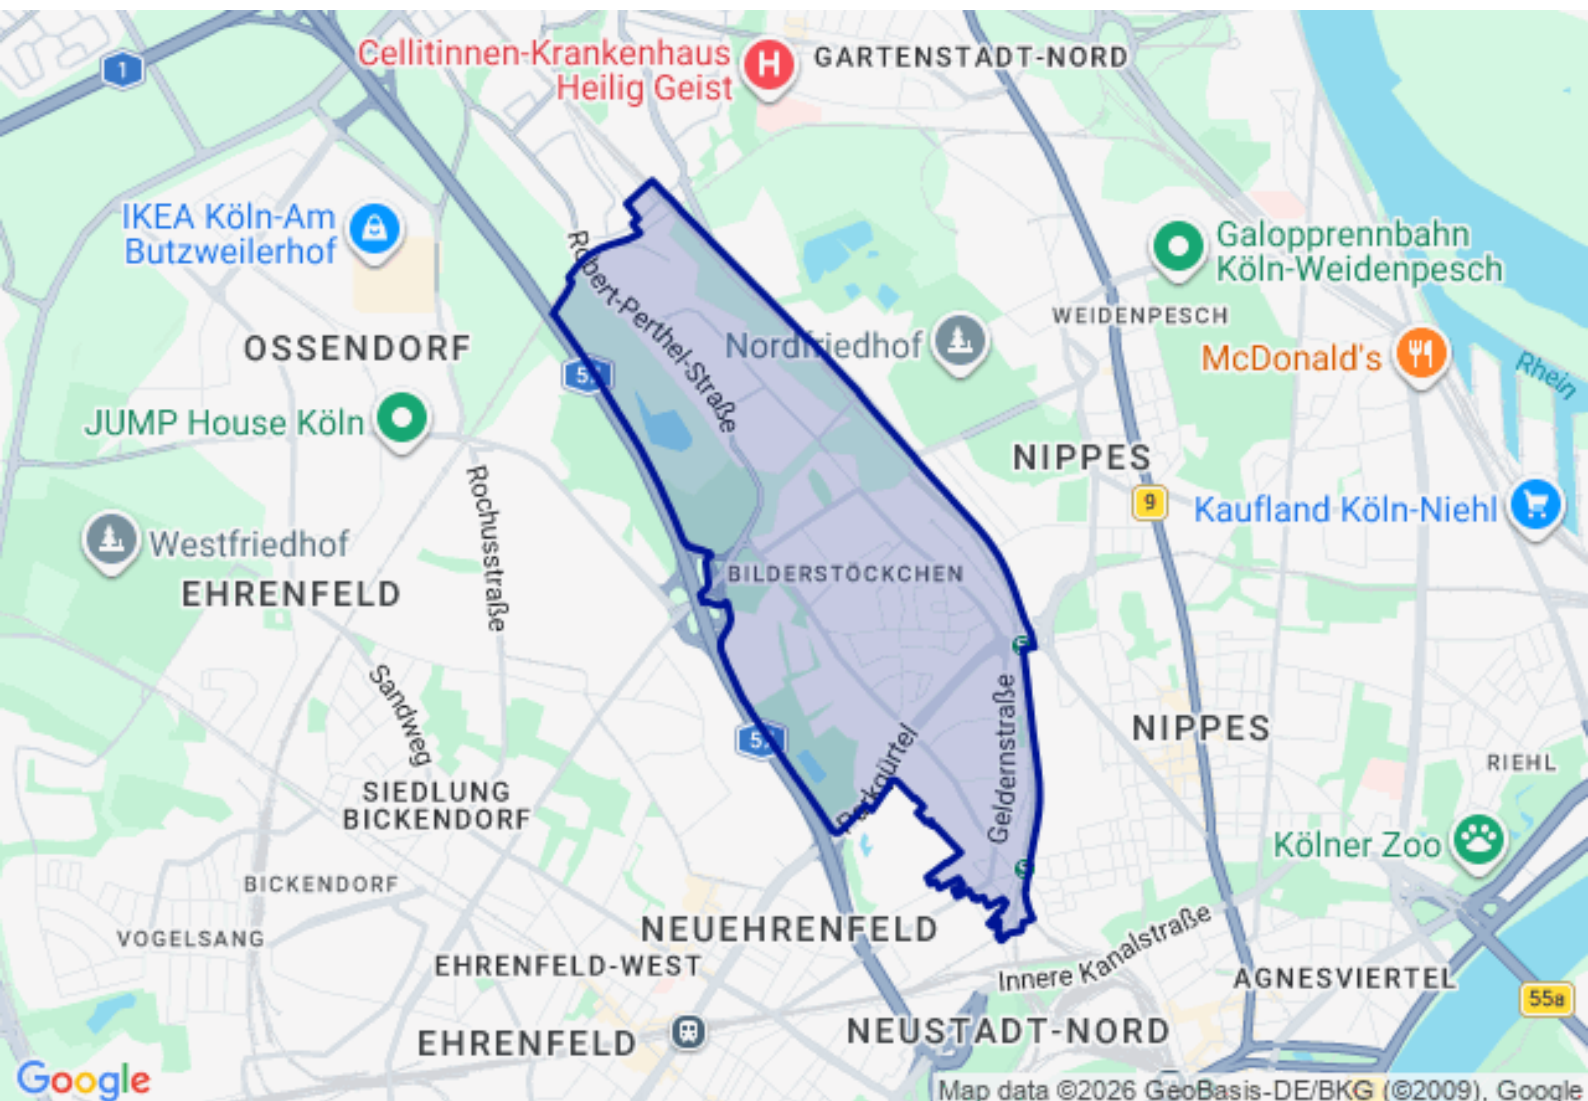 1
Cellitinnen-Krankenhaus
Heilig Geist
H
GARTENSTADT-NORD
IKEA Köln-Am
Butzweilerhof
Robert-Perthel-Straße
Galopprennbahn
Köln-Weidenpesch
WEIDENPESCH
OSSENDORF
Nordfriedhof
McDonald's
Rhein
JUMP House Köln
NIPPES
9
Kaufland Köln-Niehl
Rochusstraße
Westfriedhof
BILDERSTÖCKCHEN
EHRENFELD
Sandweg
Geldernstraße
NIPPES
Parkgürtel
RIEHL
SIEDLUNG
BICKENDORF
Kölner Zoo
BICKENDORF
NEUEHRENFELD
VOGELSANG
EHRENFELD-WEST
Innere Kanalstraße
AGNESVIERTEL
55a
EHRENFELD
NEUSTADT-NORD
Google
Map data ©2026 GeoBasis-DE/BKG (©2009), Google